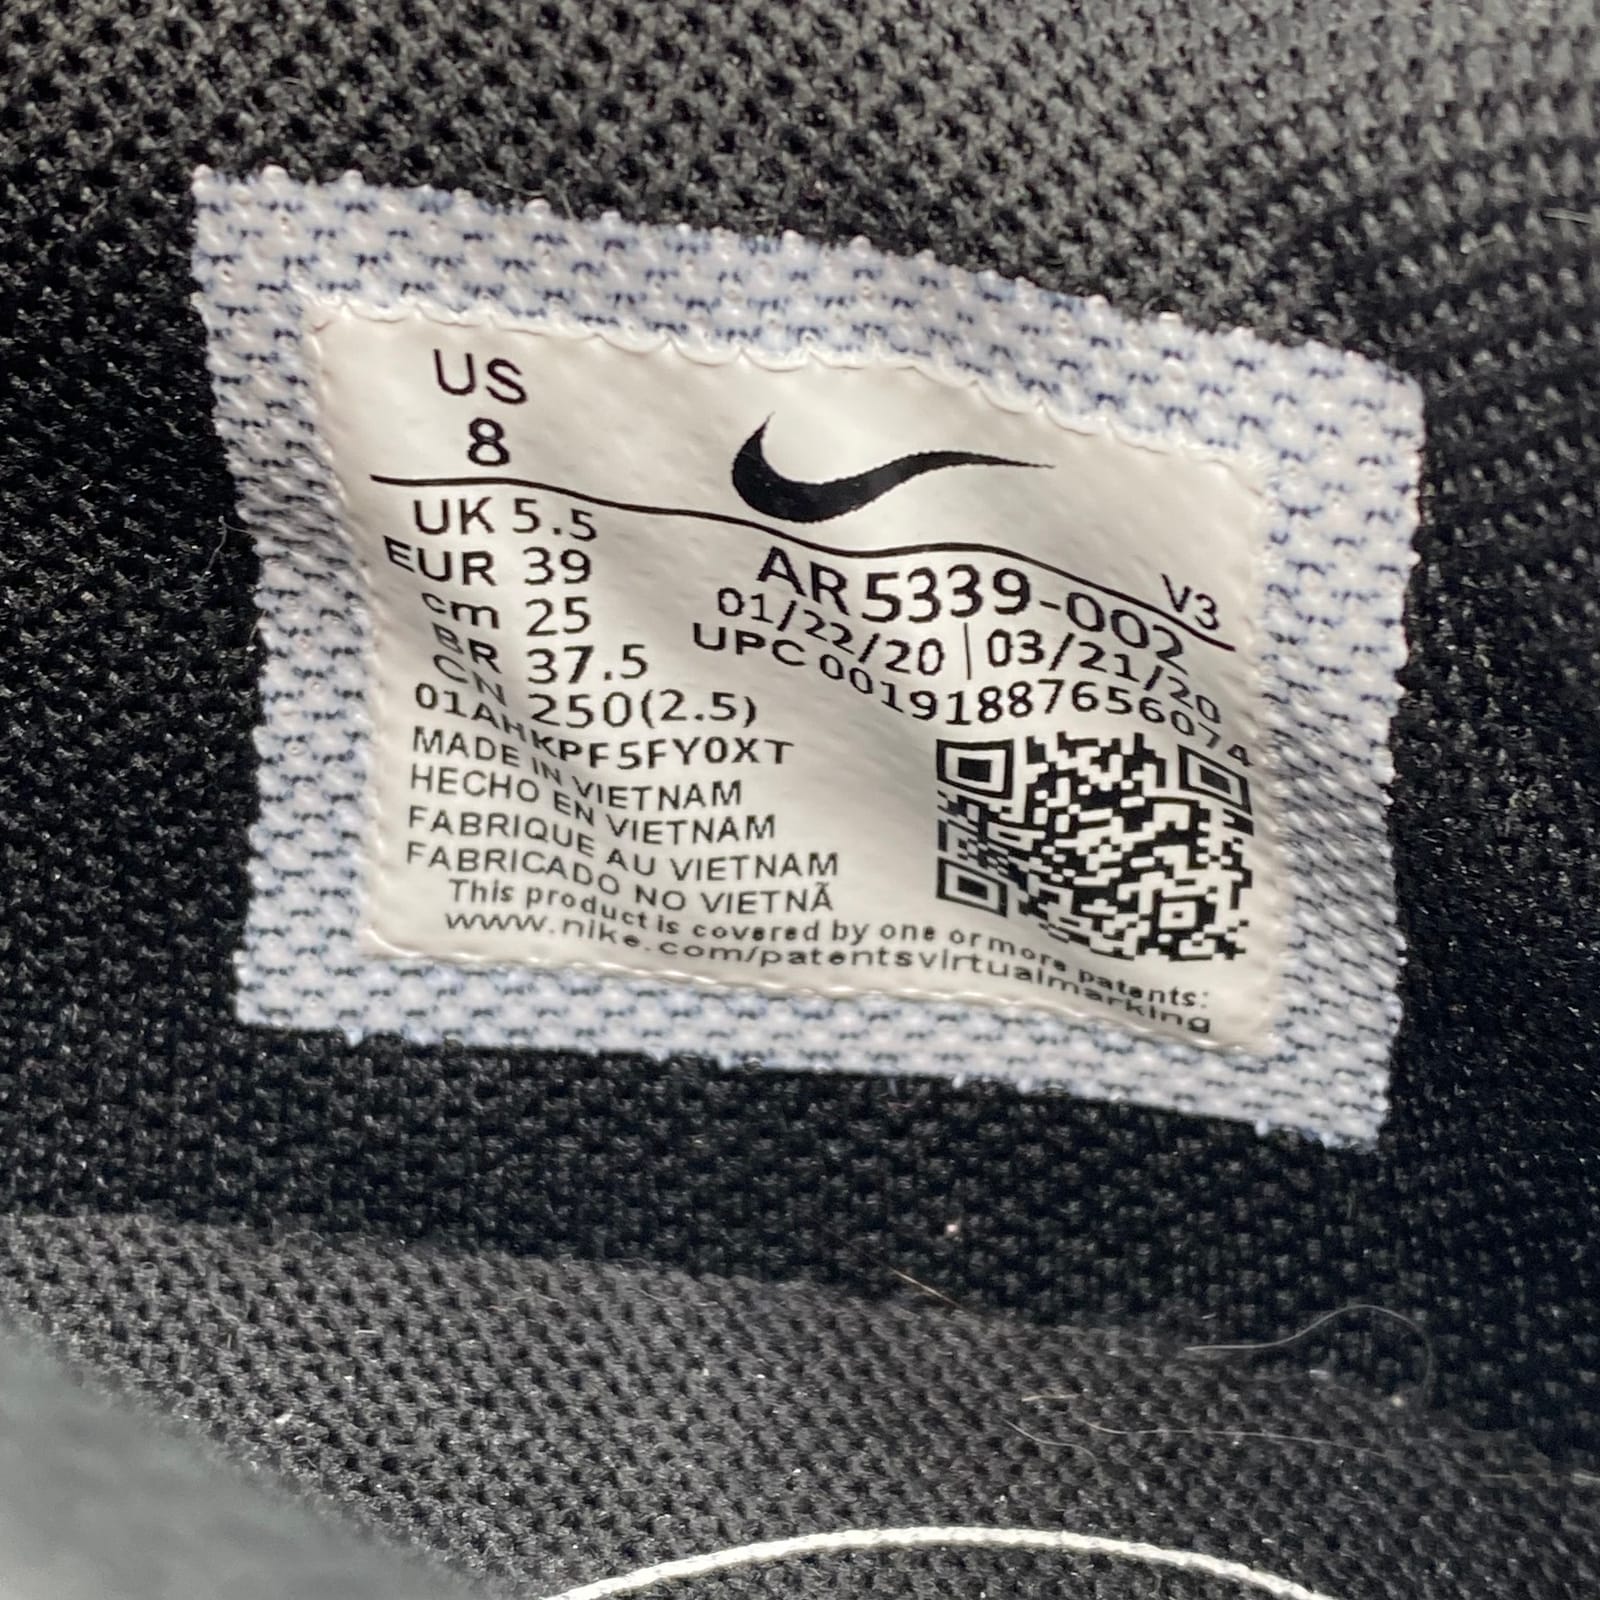 US
8
UK 5.5
EUR 39
cm 25
BR 37.5
CN 250(2.5)
01AHKPF5FY0XT
MADE IN VIETNAM
HECHO EN VIETNAM
FABRIQUE AU VIETNAM
FABRICADO NO VIETNÃ
V3
AR5339-002
01/22/20 | 03/21/20
UPC 00191887656074
This product is covered by one or more patents:
www.nike.com/patentsvirtualmarking